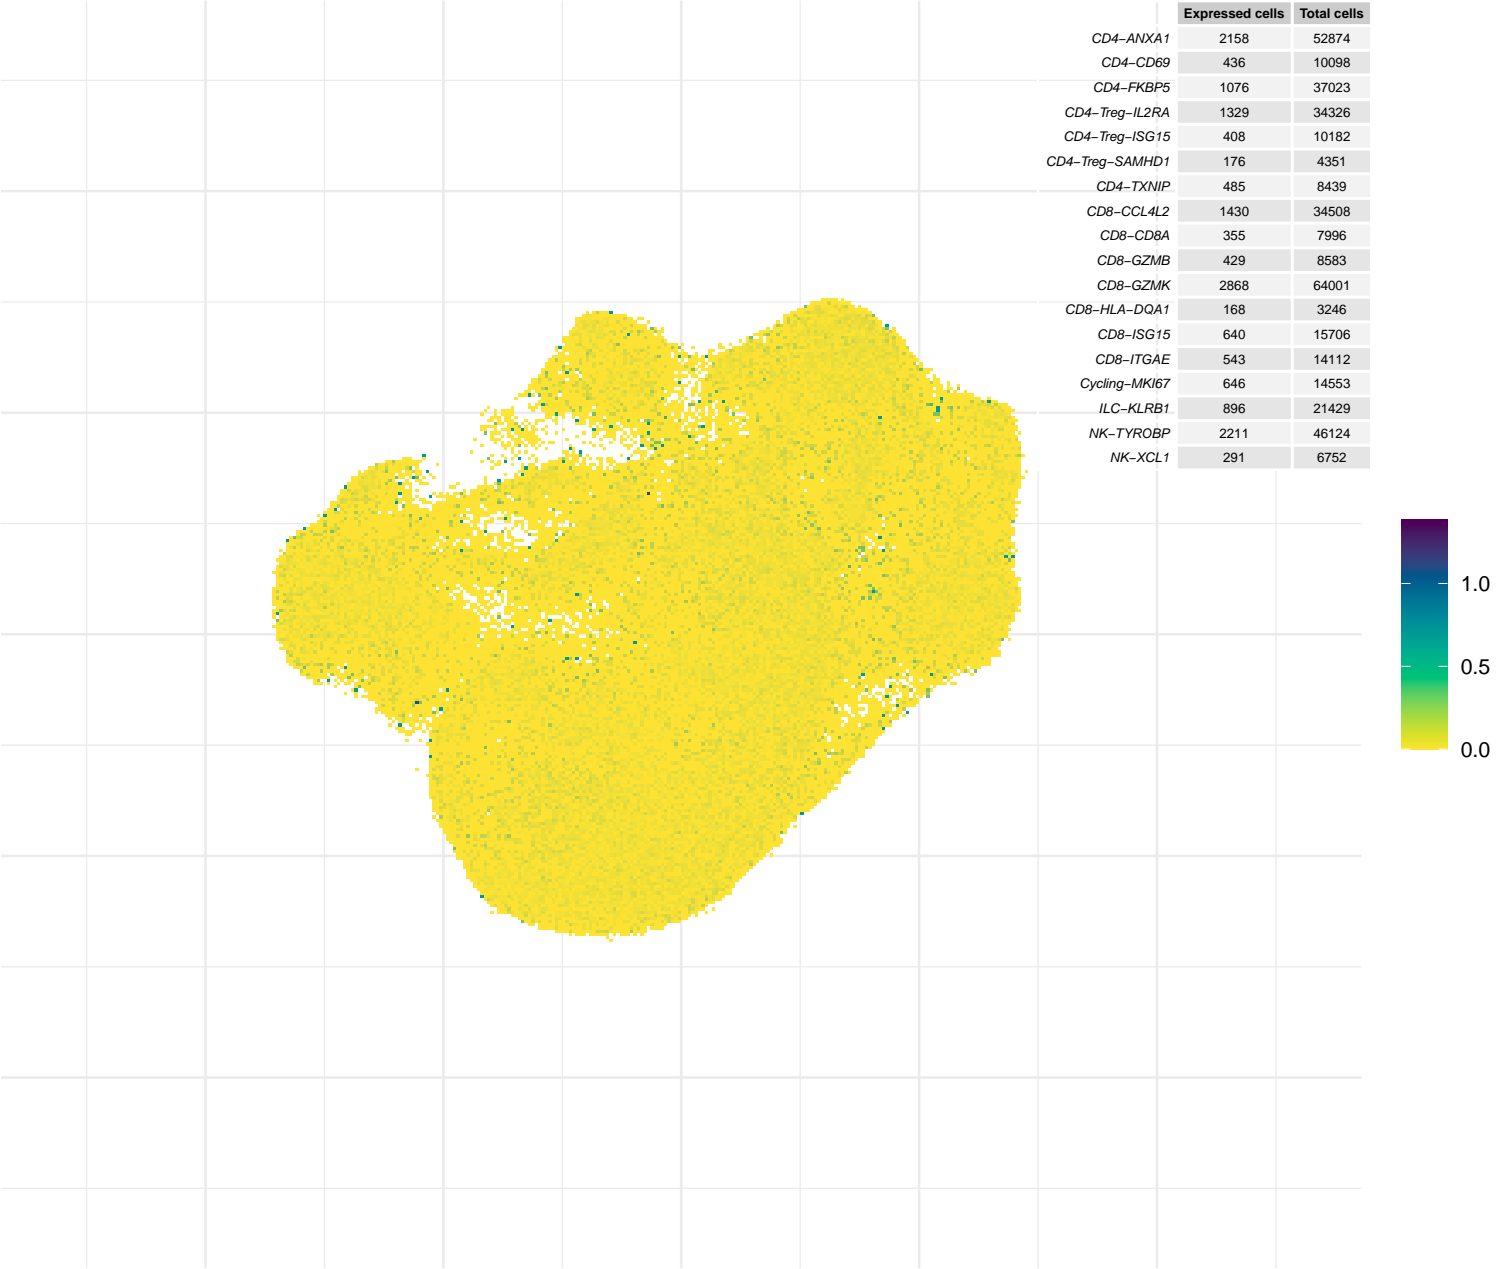 Expressed cells Total cells
CD4−ANXA1 2158 52874
CD4−CD69 436 10098
CD4−FKBP5 1076 37023
CD4−Treg−IL2RA 1329 34326
CD4−Treg−ISG15 408 10182
CD4−Treg−SAMHD1 176 4351
CD4−TXNIP 485 8439
CD8−CCL4L2 1430 34508
CD8−CD8A 355 7996
CD8−GZMB 429 8583
CD8−GZMK 2868 64001
CD8−HLA−DQA1 168 3246
CD8−ISG15 640 15706
CD8−ITGAE 543 14112
Cycling−MKI67 646 14553
ILC−KLRB1 896 21429
NK−TYROBP 2211 46124
NK−XCL1 291 6752
1.0
0.5
0.0